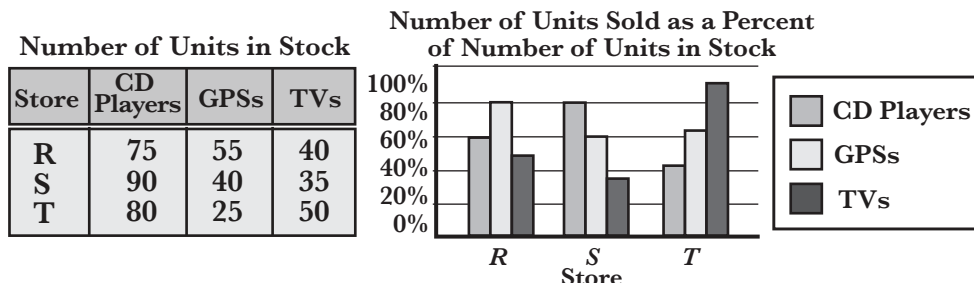 Number of Units in Stock
Store CD Players GPSs TVs
R 75 55 40
S 90 40 35
T 80 25 50
Number of Units Sold as a Percent
of Number of Units in Stock
100%
80%
60%
40%
20%
0%
R S T
Store
CD Players
GPSs
TVs